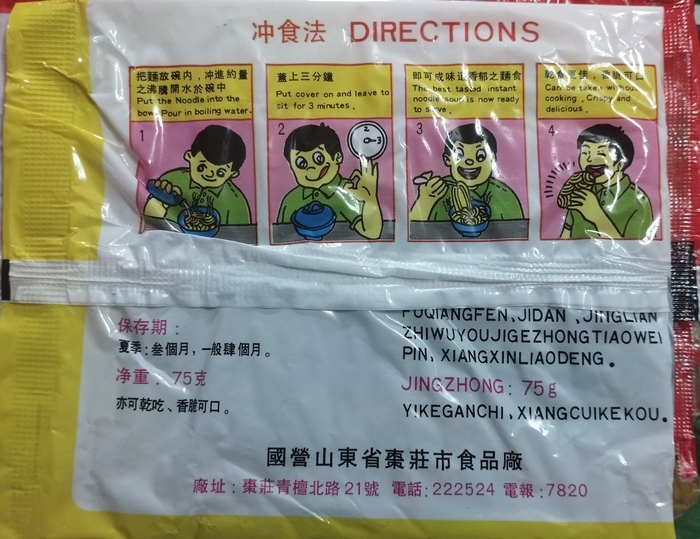 冲食法 DIRECTIONS
把麵放碗内，冲進約量
之沸騰開水於碗中
Put the Noodle into the
bowl Pour in boiling water.
1
蓋上三分鐘
Put cover on and leave to
sit for 3 minutes.
2
即可成味道香郁之麵食
The best tasted instant
noodle soup is now ready
to serve.
3
可口
Can be taken without
cooking. Crispy and
delicious.
4
FUQIANGFEN、JIDAN、JINGLIAN
ZHIWUYOUJIGEZHONGTIAOWEI
PIN, XIANGXINLIAODENG。
保存期：
夏季：叁個月，一般肆個月。
净重：75克
JINGZHONG: 75g
亦可乾吃、香脆可口。
YIKEGANCHI、XIANGCUIKEKOU。
國營山東省棗莊市食品廠
廠址：棗莊青檀北路21號 電話：222524 電報：7820